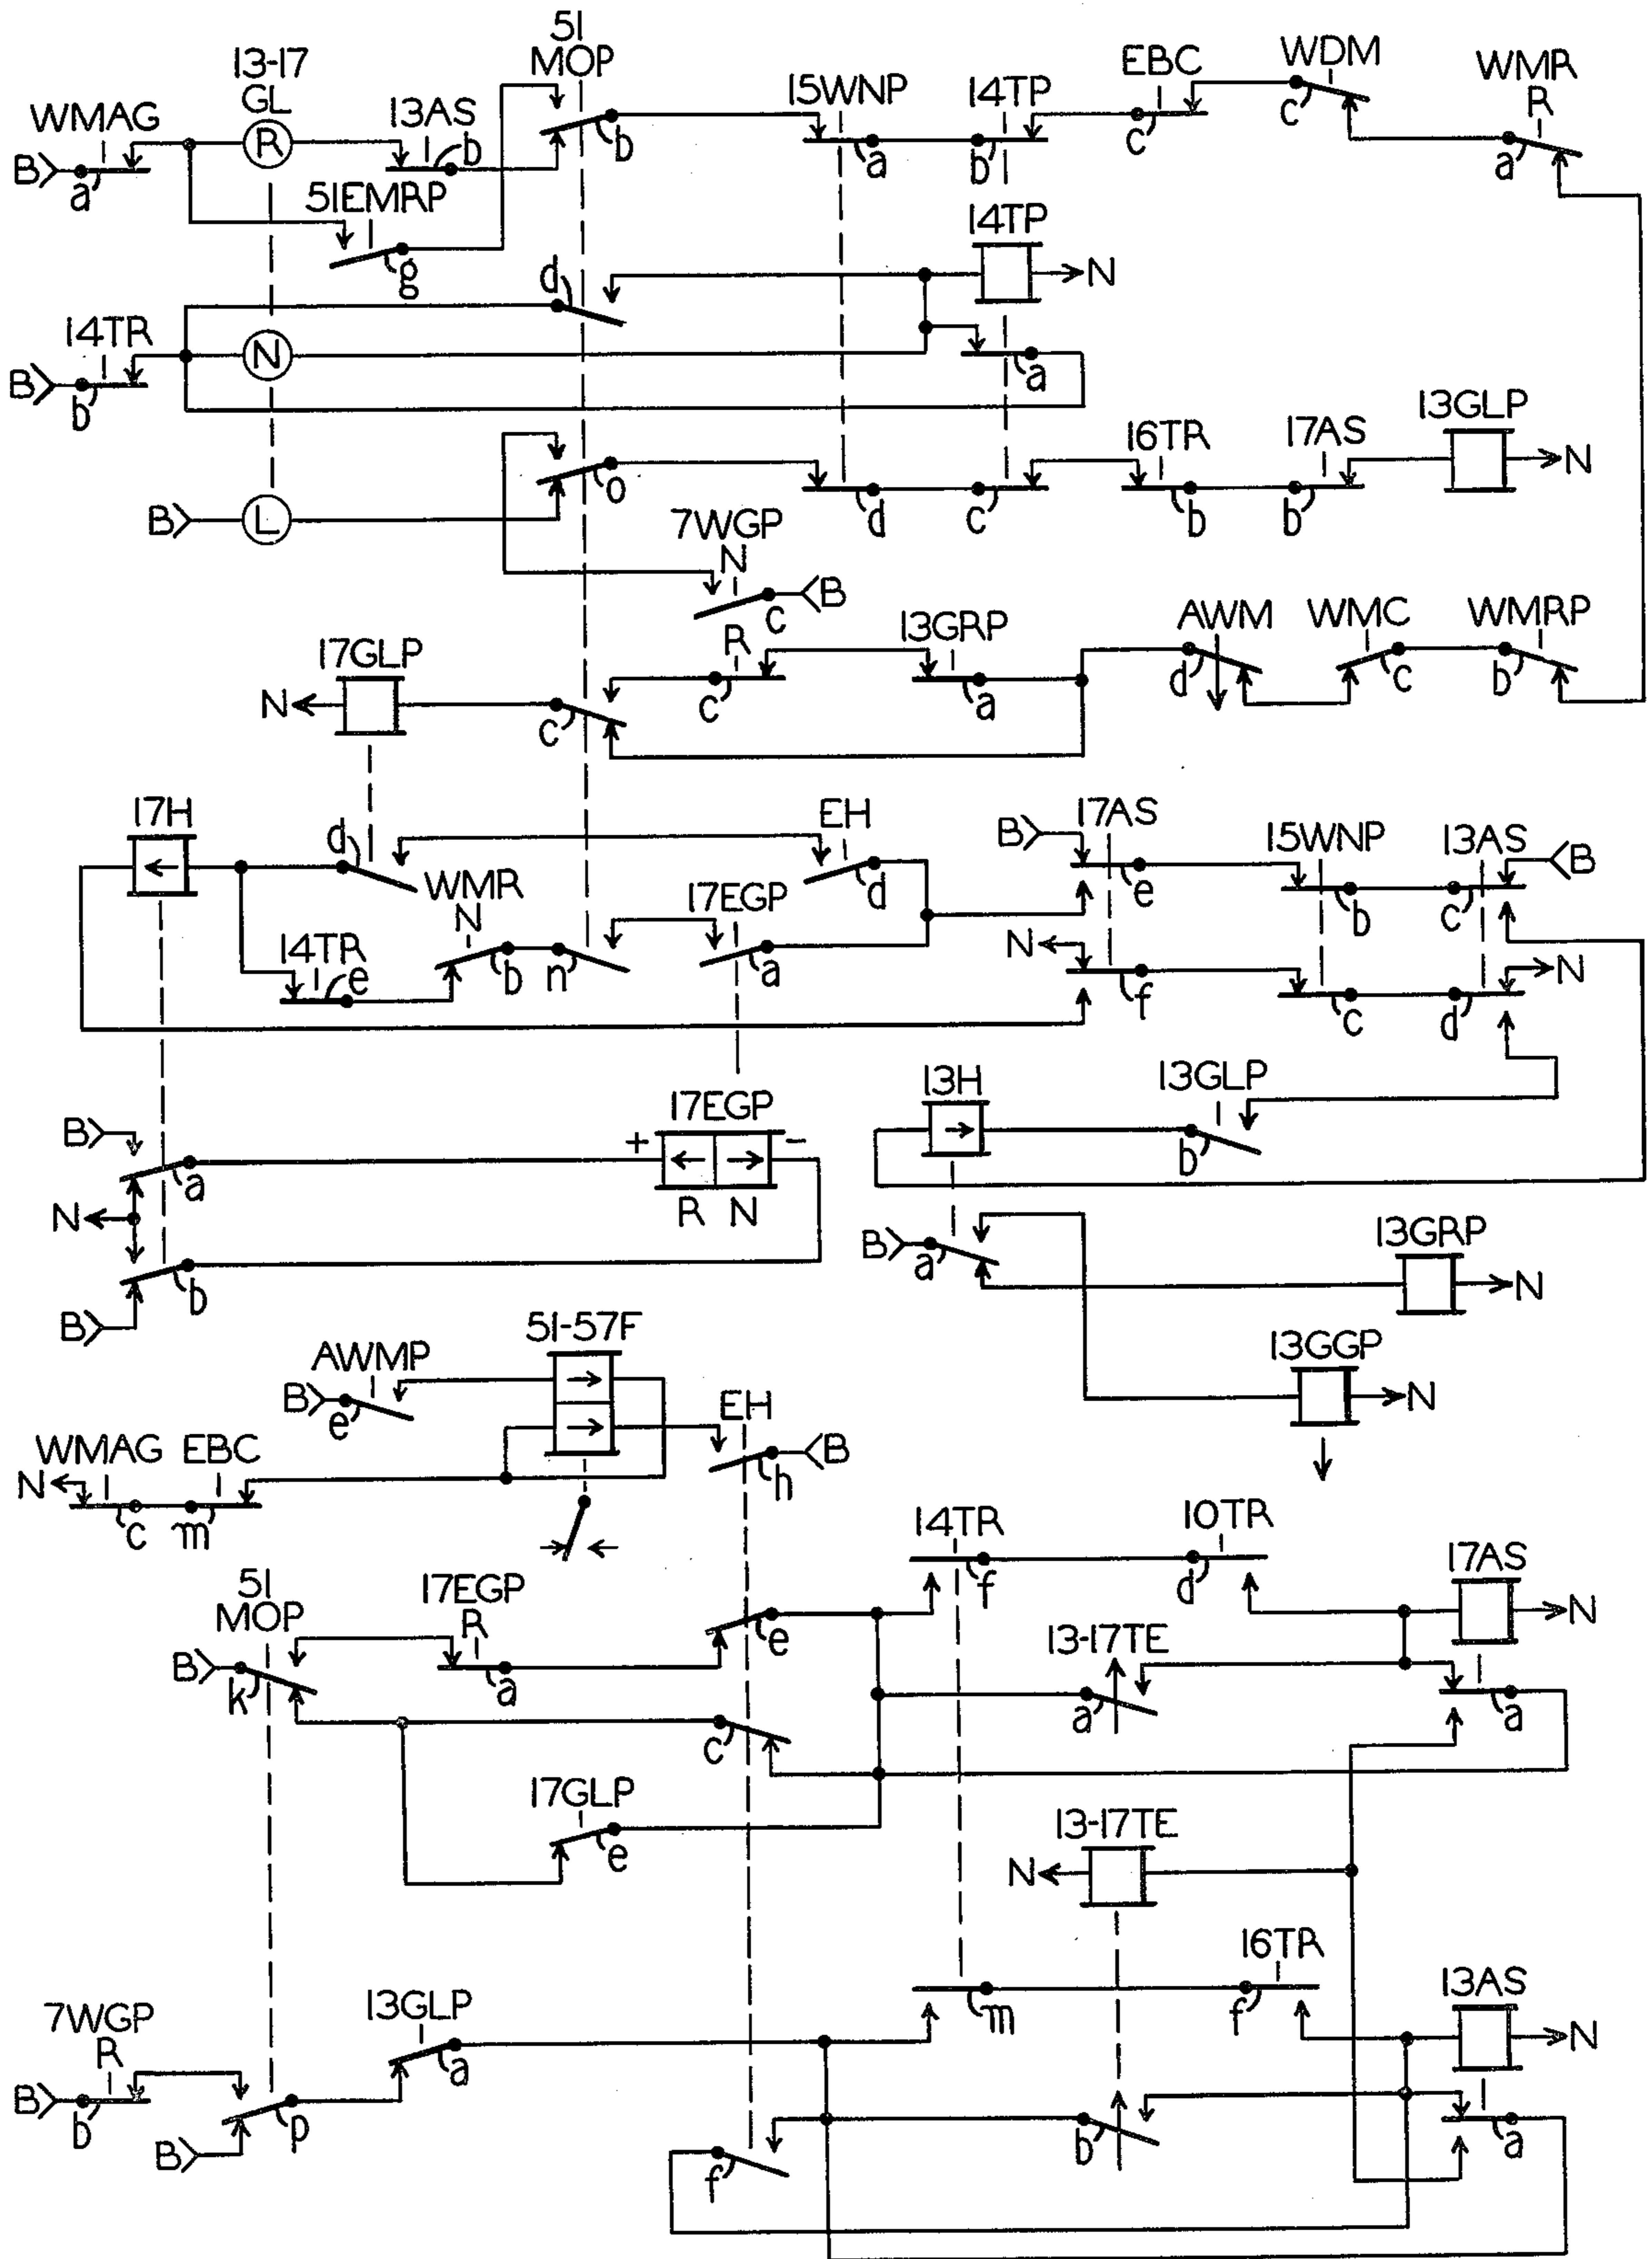 51
MOP
13-17
GL
WMAG
B
a
R
13AS
b
b
15WNP
a
14TP
b
EBC
c
WDM
c
WMR
R
a
51EMRP
g
14TP
N
d
14TR
B
b
N
a
13GLP
N
16TR
b
17AS
b
B
L
o
d
c
7WGP
N
c
B
R
c
13GRP
a
AWM
d
WMC
c
WMRP
b
17GLP
N
c
17H
d
EH
d
WMR
N
b
n
17EGP
a
14TR
e
B
17AS
e
15WNP
b
13AS
c
B
N
f
c
d
N
13H
13GLP
b
17EGP
+
-
R N
B
a
N
b
B
B
a
13GRP
N
13GGP
N
51-57F
AWMP
B
e
EH
h
B
WMAG EBC
N
c
m
14TR
f
10TR
d
17AS
N
51
MOP
B
k
17EGP
R
a
e
13-17TE
a
a
c
17GLP
e
13-17TE
N
m
16TR
f
13AS
N
7WGP
R
B
b
13GLP
a
p
B
f
b
a